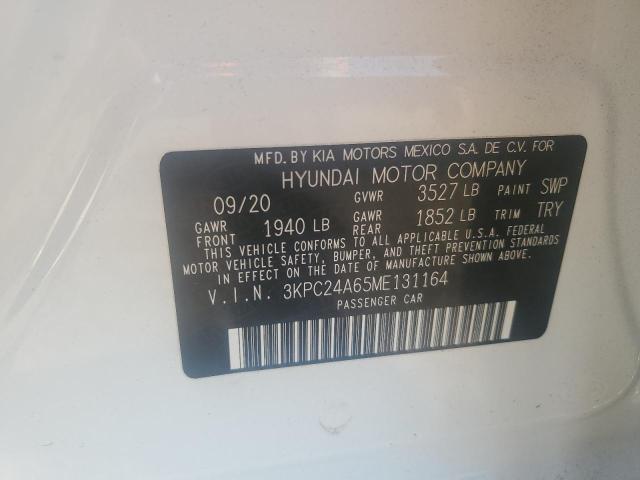 MFD. BY KIA MOTORS MEXICO S.A. DE C.V. FOR
HYUNDAI MOTOR COMPANY
09/20 GVWR 3527 LB PAINT SWP
GAWR FRONT 1940 LB GAWR REAR 1852 LB TRIM TRY
THIS VEHICLE CONFORMS TO ALL APPLICABLE U.S.A. FEDERAL
MOTOR VEHICLE SAFETY, BUMPER, AND THEFT PREVENTION STANDARDS
IN EFFECT ON THE DATE OF MANUFACTURE SHOWN ABOVE.
V.I.N. 3KPC24A65ME131164
PASSENGER CAR